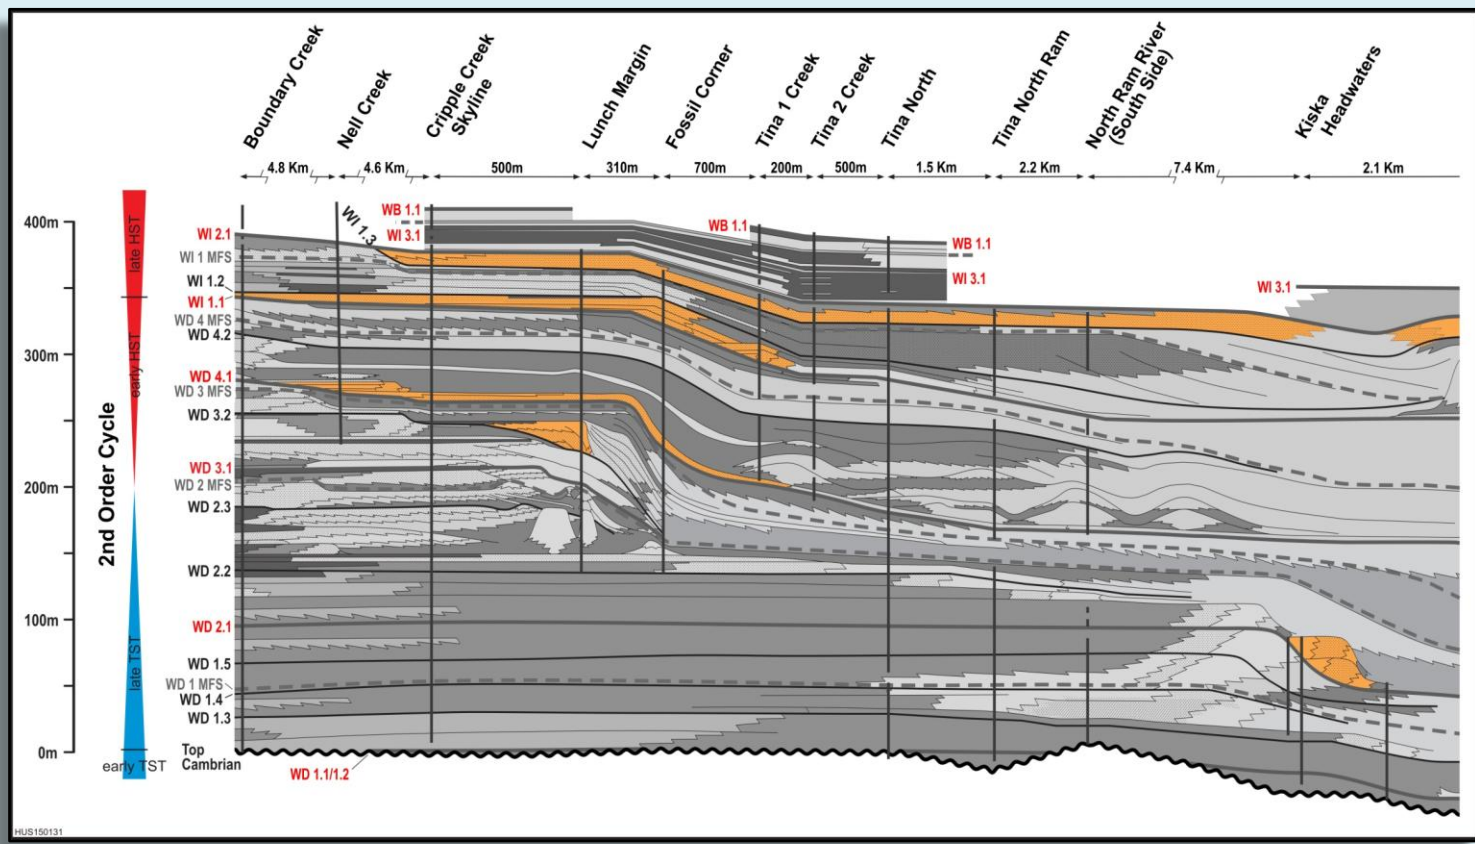 Boundary Creek
Nell Creek
Cripple Creek
Skyline
Lunch Margin
Fossil Corner
Tina 1 Creek
Tina 2 Creek
Tina North
Tina North Ram
North Ram River
(South Side)
Kiska
Headwaters
4.8 Km
4.6 Km
500m
310m
700m
200m
500m
1.5 Km
2.2 Km
7.4 Km
2.1 Km
400m
300m
200m
100m
0m
2nd Order Cycle
late HST
early HST
late TST
early TST
WI 2.1
WI 1 MFS
WI 1.2
WI 1.1
WD 4 MFS
WD 4.2
WD 4.1
WD 3 MFS
WD 3.2
WD 3.1
WD 2 MFS
WD 2.3
WD 2.2
WD 2.1
WD 1.5
WD 1 MFS
WD 1.4
WD 1.3
Top
Cambrian
WD 1.1/1.2
WI 1.3
WB 1.1
WI 3.1
WB 1.1
WB 1.1
WI 3.1
WI 3.1
HUS150131